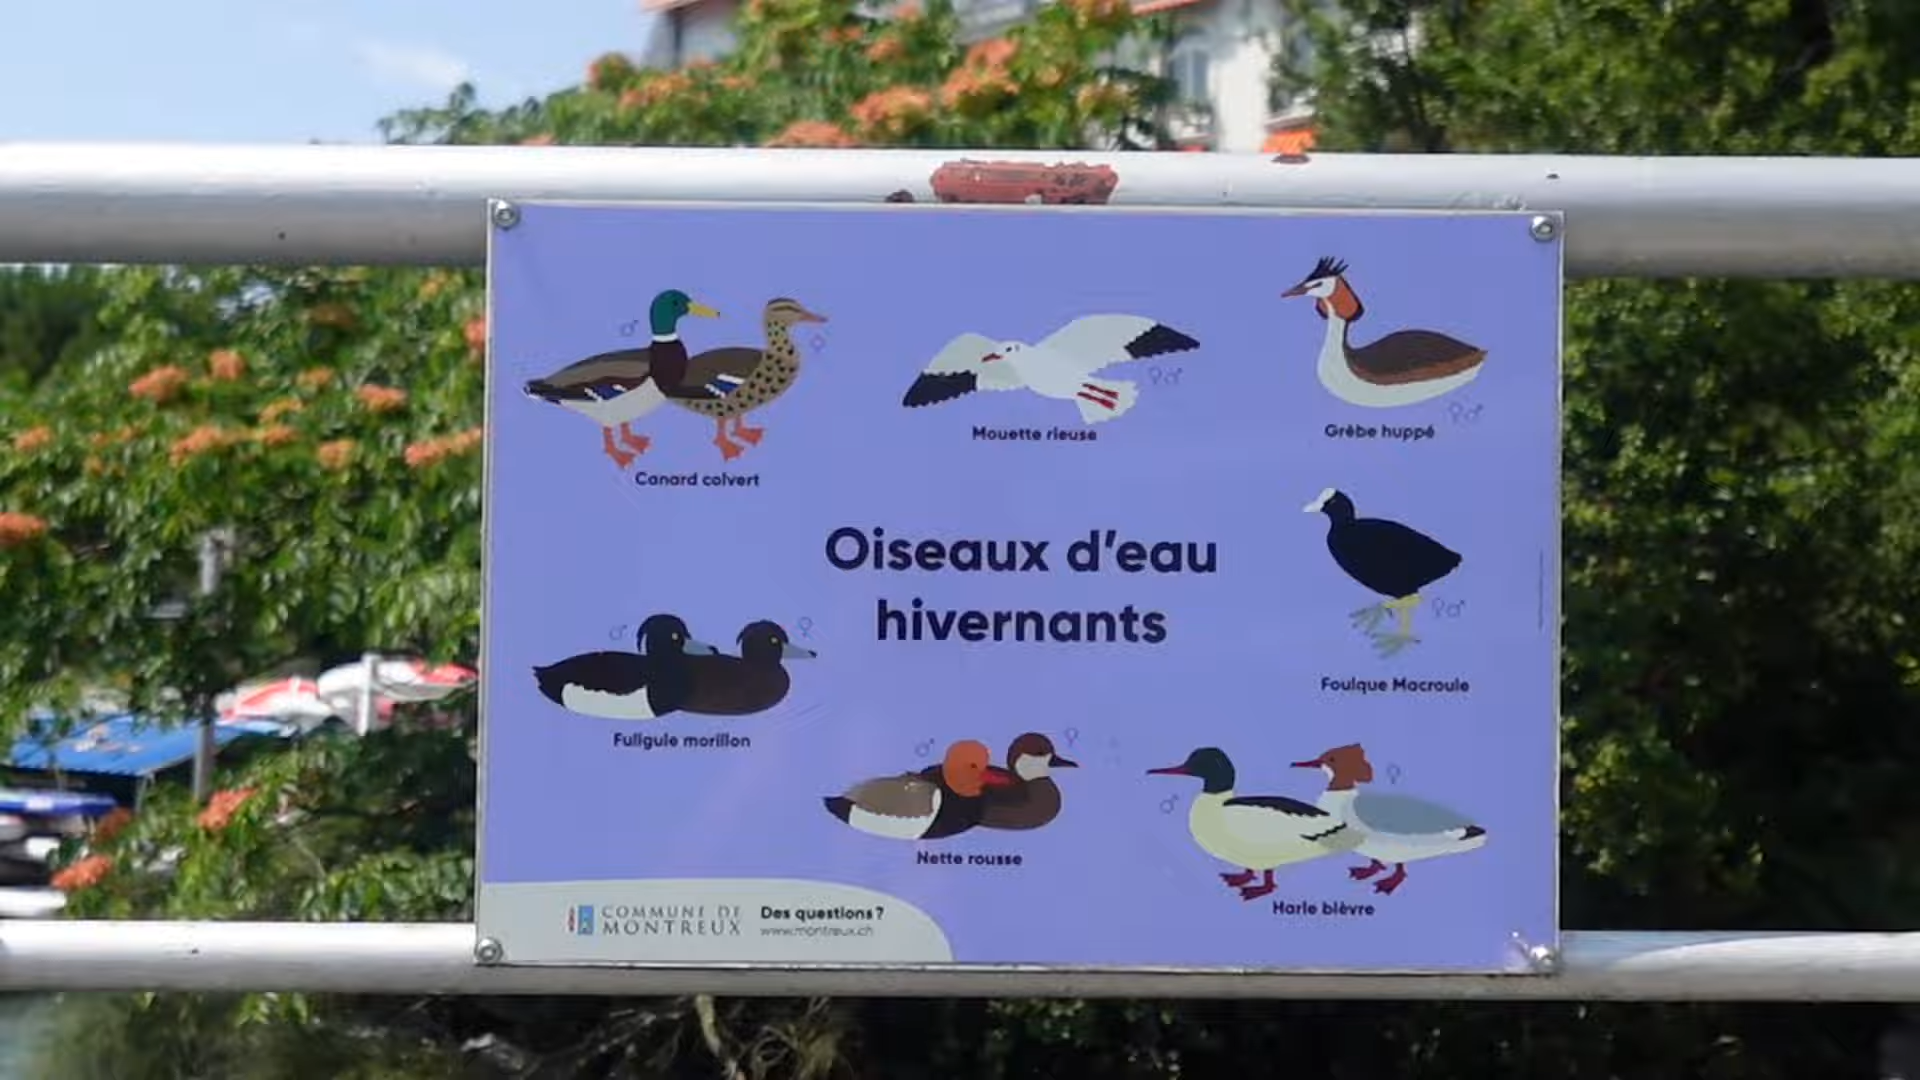 Canard colvert
Mouette rieuse
Grèbe huppé
Oiseaux d'eau
hivernants
Foulque Macroule
Fuligule morillon
Nette rousse
Harle bièvre
COMMUNE DE
MONTREUX
Des questions?
www.montreux.ch